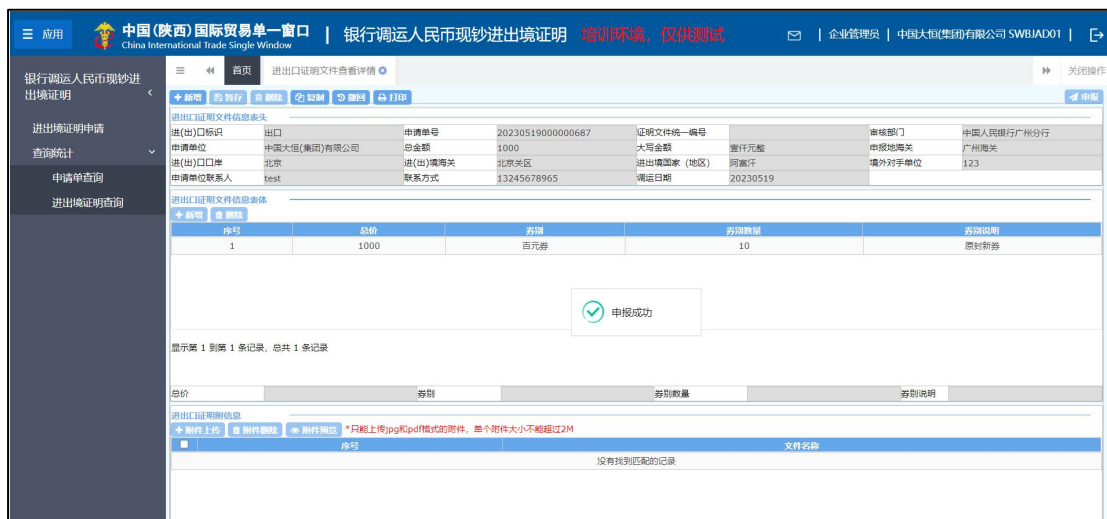 应用
中国(陕西)国际贸易单一窗口 | 银行调运人民币现钞进出境证明 培训环境，仅供测试
China International Trade Single Window
| 企业管理员 | 中国大恒(集团)有限公司 SWBJAD01 |
银行调运人民币现钞进出境证明
进出境证明申请
查询统计
申请单查询
进出境证明查询
首页 进出口证明文件查看详情 关闭操作
新增 暂存 删除 复制 撤回 打印 申报
进出口证明文件信息表头
进(出)口标识 出口 申请单号 20230519000000687 证明文件统一编号 审核部门 中国人民银行广州分行
申请单位 中国大恒(集团)有限公司 总金额 1000 大写金额 壹仟元整 申报地海关 广州海关
进(出)口口岸 北京 进(出)境海关 北京关区 进出境国家（地区） 阿富汗 境外对手单位 123
申请单位联系人 test 联系方式 13245678965 调运日期 20230519
进出口证明文件信息表体
新增 删除
序号 总价 券别 券别数量 券别说明
1 1000 百元券 10 原封新券
申报成功
显示第 1 到第 1 条记录，总共 1 条记录
总价 券别 券别数量 券别说明
进出口证明附信息
附件上传 附件删除 附件预览 *只能上传jpg和pdf格式的附件，单个附件大小不能超过2M
序号 文件名称
没有找到匹配的记录